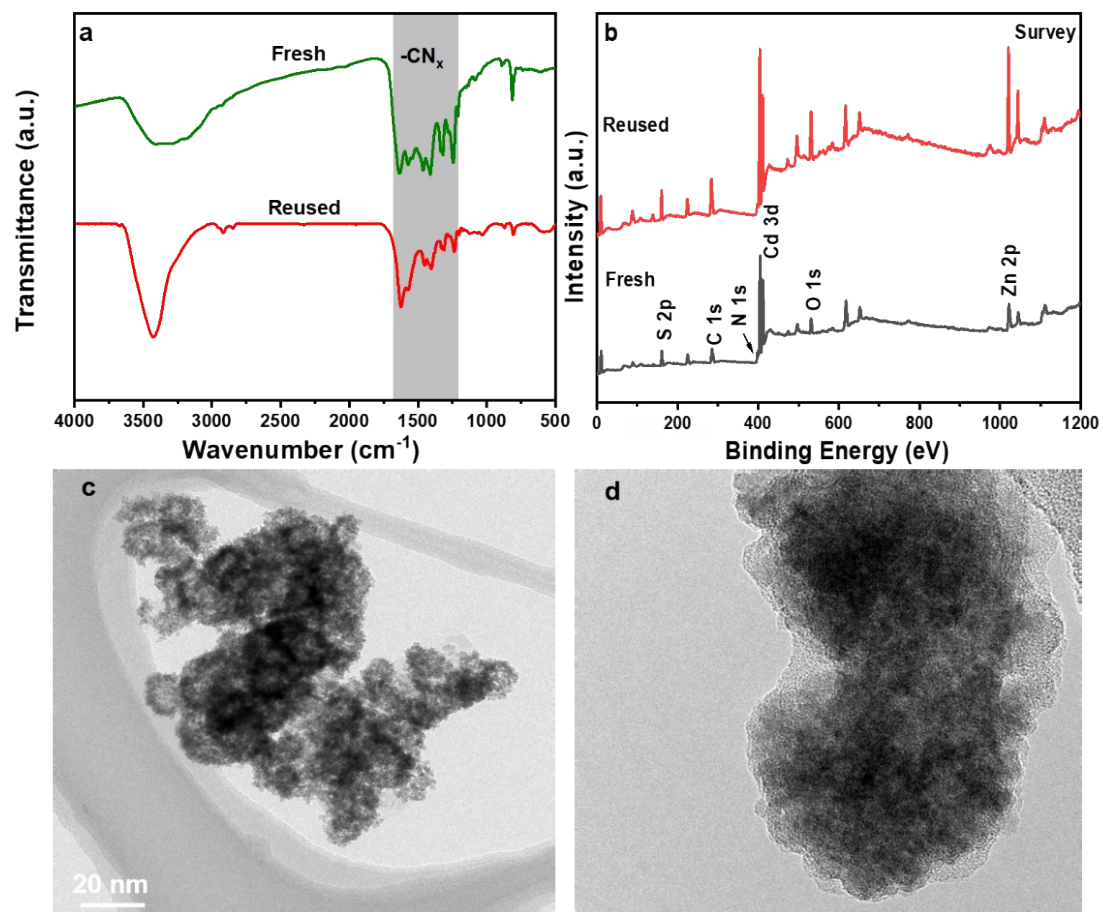 a
Fresh
-CNx
Reused
Transmittance (a.u.)
4000 3500 3000 2500 2000 1500 1000 500
Wavenumber (cm-1)
b
Survey
Reused
Cd 3d
Fresh
S 2p
C 1s
N 1s
O 1s
Zn 2p
Intensity (a.u.)
0 200 400 600 800 1000 1200
Binding Energy (eV)
c
20 nm
d